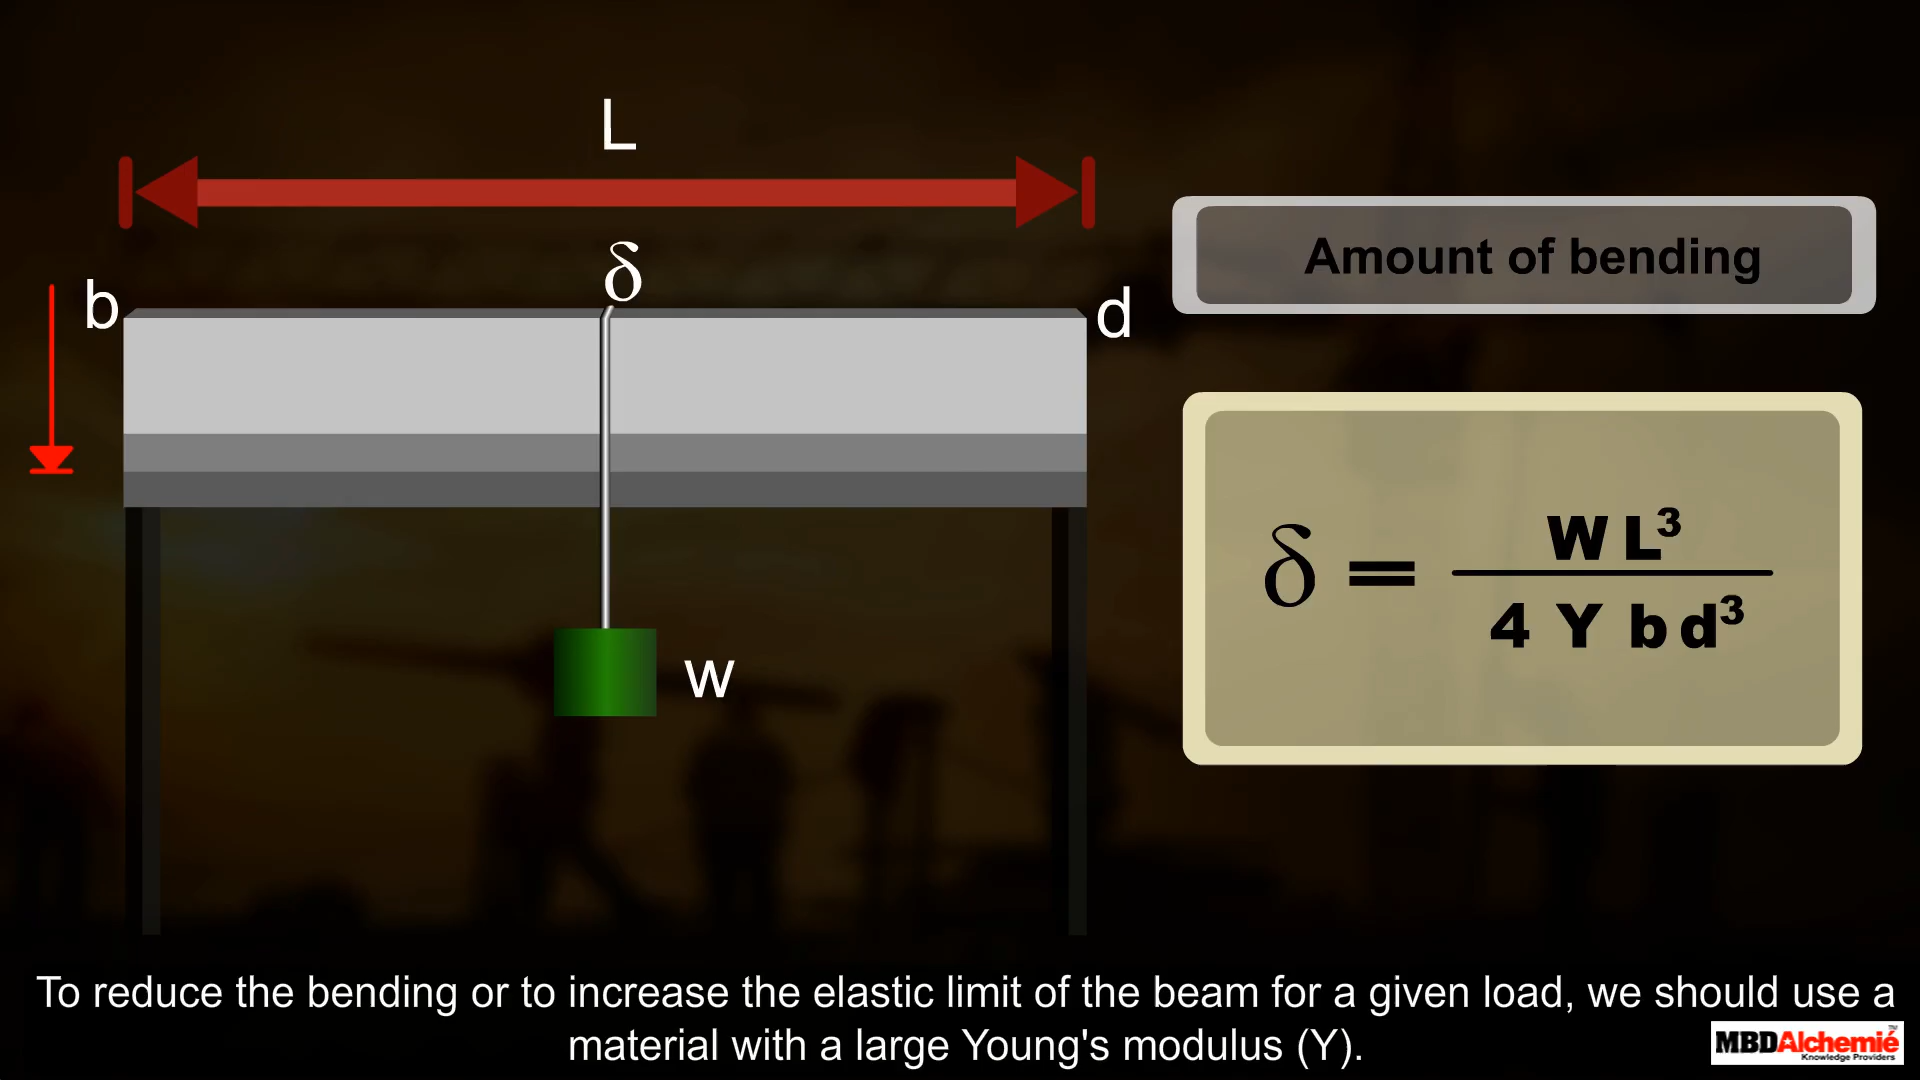 L
δ
b
d
w
Amount of bending
δ = W L³ / 4 Y b d³
To reduce the bending or to increase the elastic limit of the beam for a given load, we should use a
material with a large Young's modulus (Y).
MBDAlchemié™
Knowledge Providers